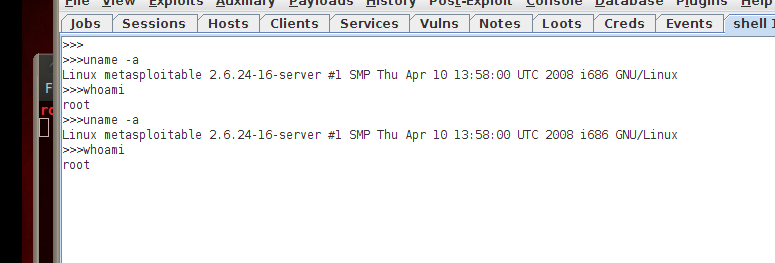 File View Exploits Auxiliary Payloads History Post-Exploit Console Database Plugins Help
Jobs Sessions Hosts Clients Services Vulns Notes Loots Creds Events shell 1
>>>
>>>uname -a
Linux metasploitable 2.6.24-16-server #1 SMP Thu Apr 10 13:58:00 UTC 2008 i686 GNU/Linux
>>>whoami
root
>>>uname -a
Linux metasploitable 2.6.24-16-server #1 SMP Thu Apr 10 13:58:00 UTC 2008 i686 GNU/Linux
>>>whoami
root
F
ro